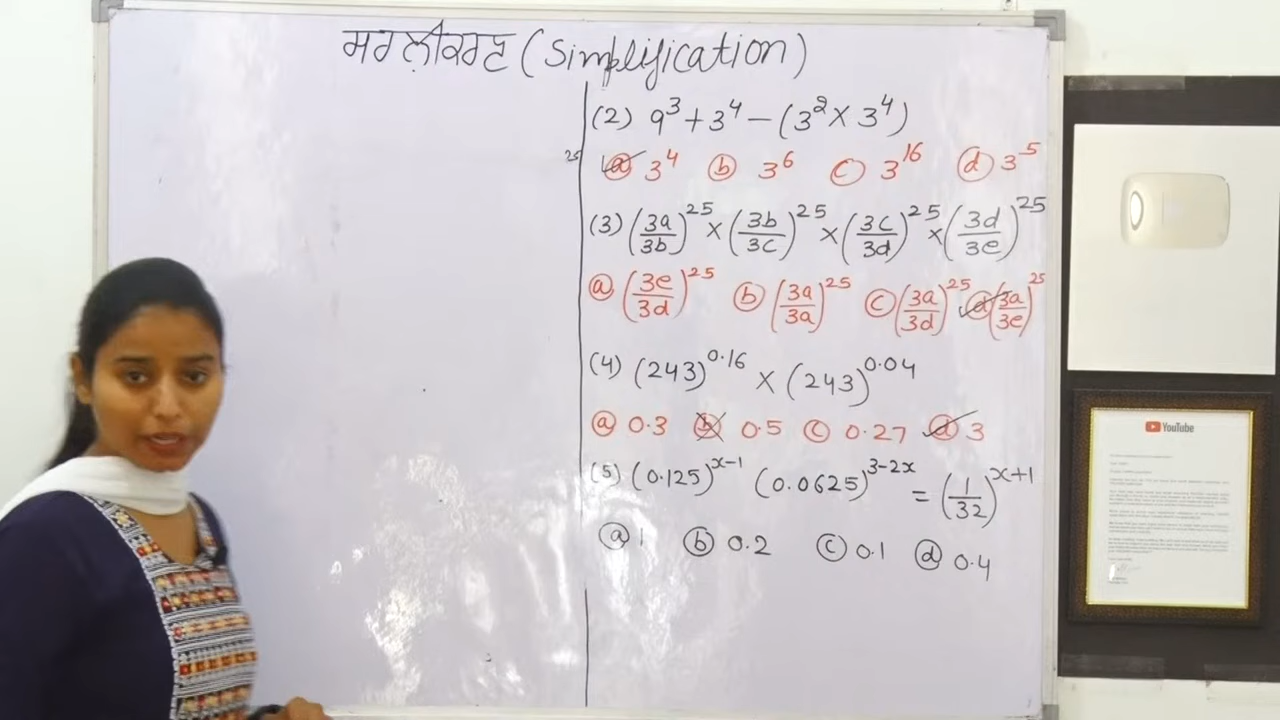 ਸਰਲੀਕਰਣ (Simplification)
(2) 9³ + 3⁴ − (3² × 3⁴)
25
ⓐ 3⁴ ⓑ 3⁶ ⓒ 3¹⁶ ⓓ 3⁻⁵
(3) (3a/3b)²⁵ × (3b/3c)²⁵ × (3c/3d)²⁵ × (3d/3e)²⁵
ⓐ (3e/3d)²⁵ ⓑ (3a/3a)²⁵ ⓒ (3a/3d)²⁵ ⓓ (3a/3e)²⁵
(4) (243)^0.16 × (243)^0.04
ⓐ 0.3 ⓑ 0.5 ⓒ 0.27 ⓓ 3
(5) (0.125)^(x−1) (0.0625)^(3−2x) = (1/32)^(x+1)
ⓐ 1 ⓑ 0.2 ⓒ 0.1 ⓓ 0.4
YouTube